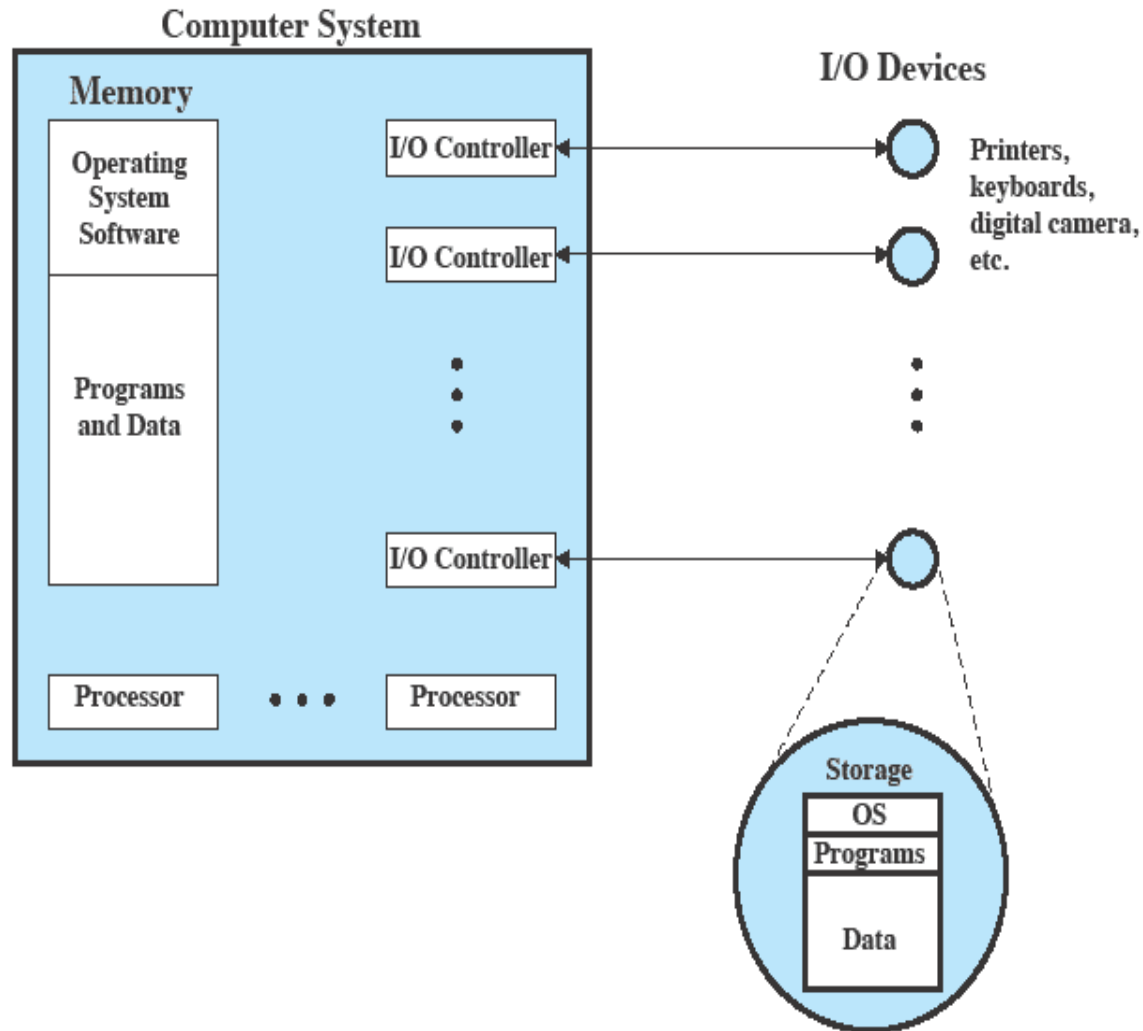 Computer System
I/O Devices
Memory
Operating
System
Software
Programs
and Data
I/O Controller
I/O Controller
I/O Controller
Processor
Processor
Printers,
keyboards,
digital camera,
etc.
Storage
OS
Programs
Data